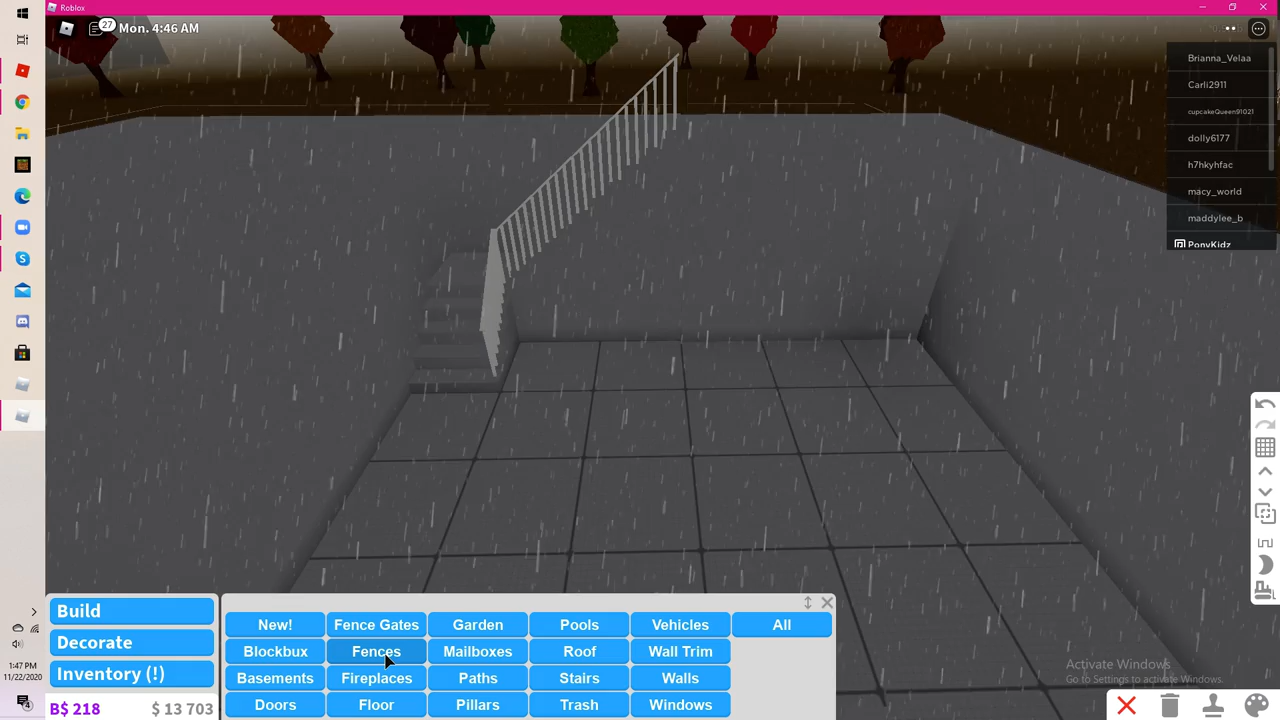 Roblox
27
Mon. 4:46 AM
Brianna_Velaa
Carli2911
cupcakeQueen91021
dolly6177
h7hkyhfac
macy_world
maddylee_b
PonyKidz
Build
Decorate
Inventory (!)
B$ 218
$ 13 703
New!
Fence Gates
Garden
Pools
Vehicles
All
Blockbux
Fences
Mailboxes
Roof
Wall Trim
Basements
Fireplaces
Paths
Stairs
Walls
Doors
Floor
Pillars
Trash
Windows
Activate Windows
Go to Settings to activate Windows.
1:47 PM
11/22/2020
4